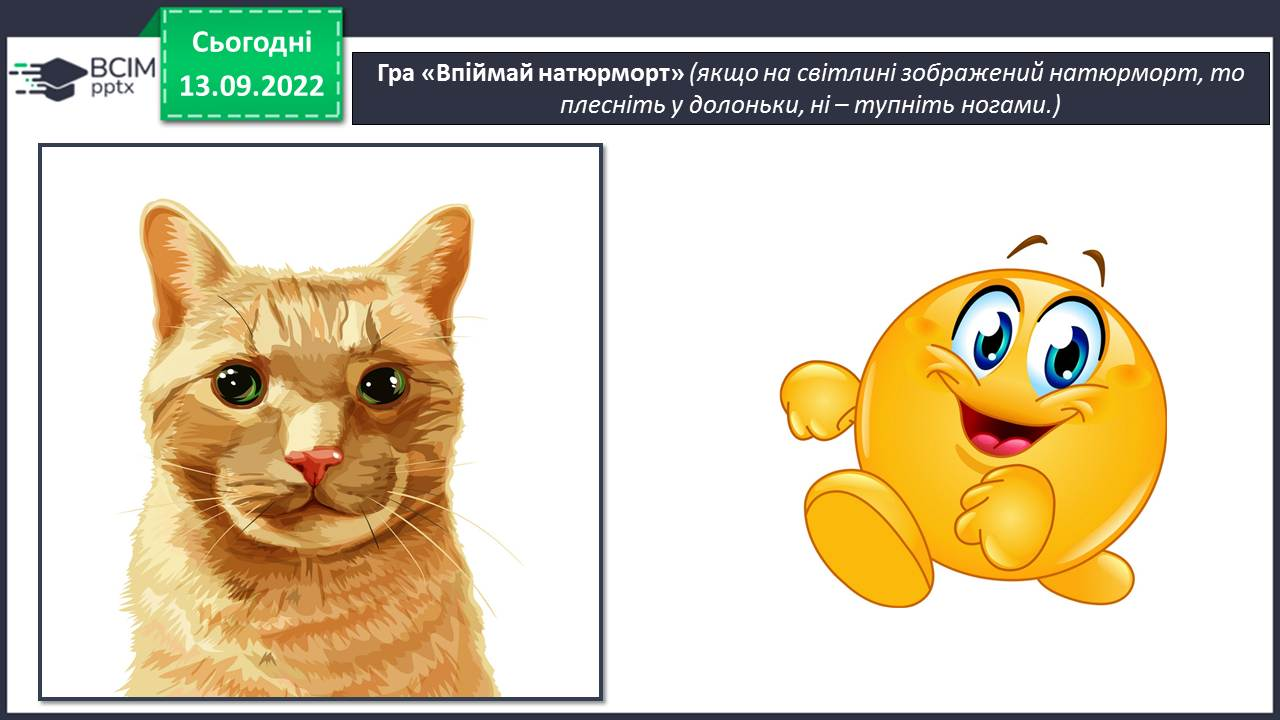 Сьогодні
13.09.2022
BCIM
pptx
Гра «Впіймай натюрморт» (якщо на світлині зображений натюрморт, то
плесніть у долоньки, ні – тупніть ногами.)